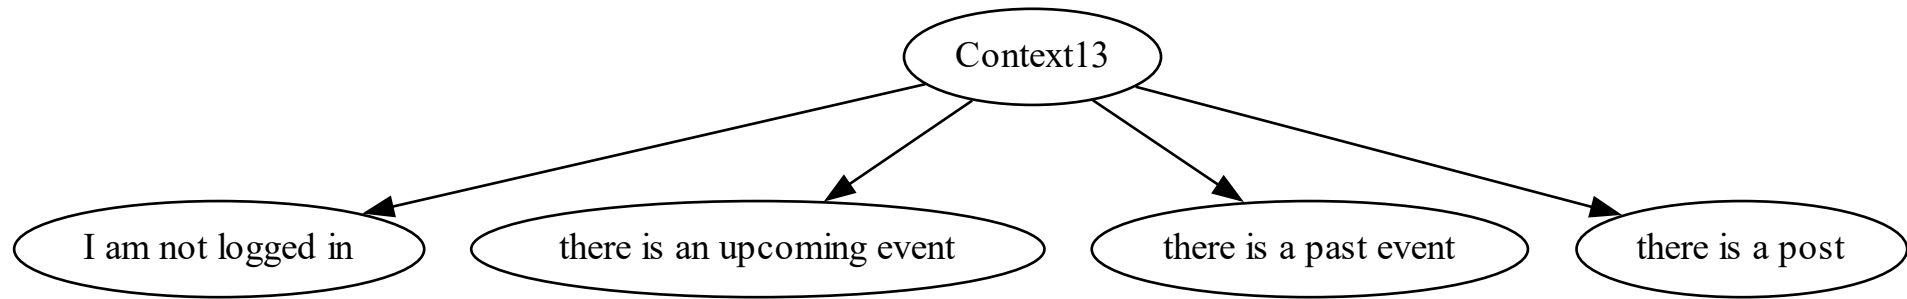 Context13
I am not logged in
there is an upcoming event
there is a past event
there is a post